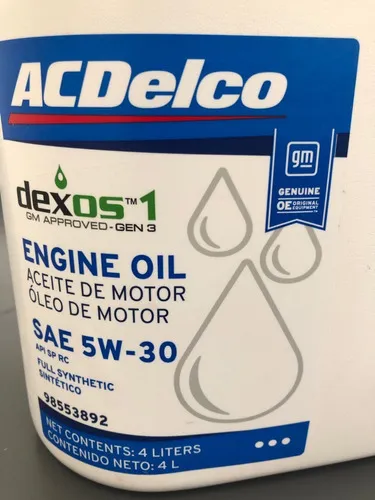 ACDelco
gm
GENUINE
OE ORIGINAL EQUIPMENT
dexos™1
GM APPROVED-GEN 3
ENGINE OIL
ACEITE DE MOTOR
ÓLEO DE MOTOR
SAE 5W-30
API SP RC
FULL SYNTHETIC
SINTÉTICO
98553892
NET CONTENTS: 4 LITERS
CONTENIDO NETO: 4 L